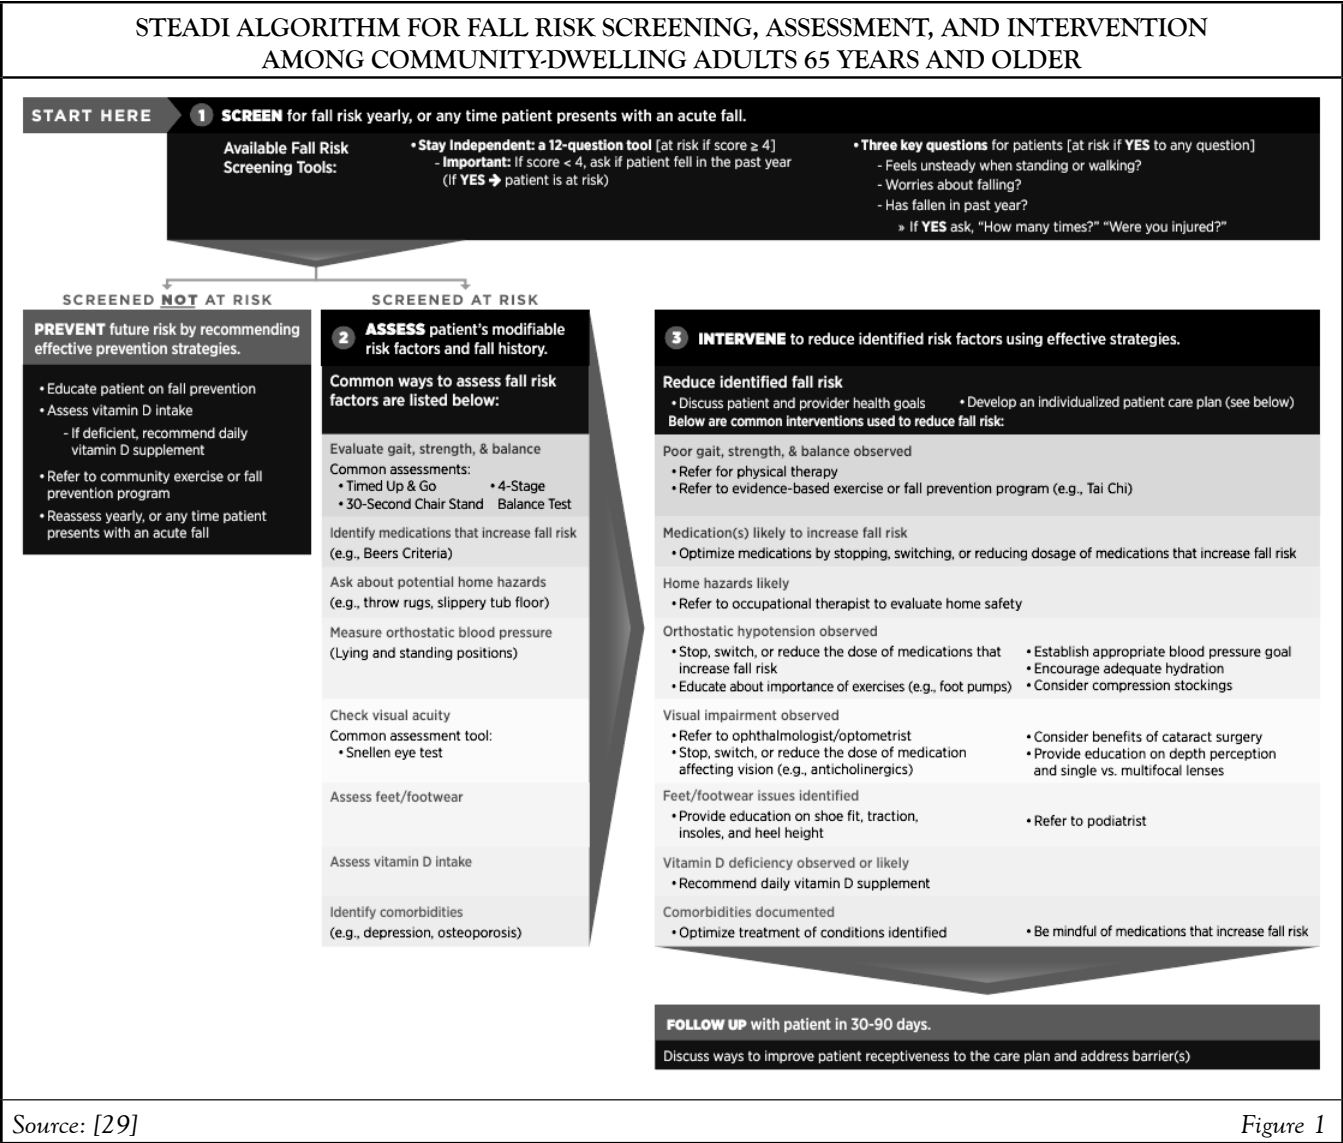 STEADI ALGORITHM FOR FALL RISK SCREENING, ASSESSMENT, AND INTERVENTION
AMONG COMMUNITY-DWELLING ADULTS 65 YEARS AND OLDER
START HERE
1 SCREEN for fall risk yearly, or any time patient presents with an acute fall.
Available Fall Risk
Screening Tools:
• Stay Independent: a 12-question tool [at risk if score ≥ 4]
- Important: If score < 4, ask if patient fell in the past year
(If YES ➔ patient is at risk)
• Three key questions for patients [at risk if YES to any question]
- Feels unsteady when standing or walking?
- Worries about falling?
- Has fallen in past year?
» If YES ask, “How many times?” “Were you injured?”
SCREENED NOT AT RISK
PREVENT future risk by recommending
effective prevention strategies.
• Educate patient on fall prevention
• Assess vitamin D intake
- If deficient, recommend daily
vitamin D supplement
• Refer to community exercise or fall
prevention program
• Reassess yearly, or any time patient
presents with an acute fall
SCREENED AT RISK
2 ASSESS patient’s modifiable
risk factors and fall history.
Common ways to assess fall risk
factors are listed below:
Evaluate gait, strength, & balance
Common assessments:
• Timed Up & Go • 4-Stage
• 30-Second Chair Stand Balance Test
Identify medications that increase fall risk
(e.g., Beers Criteria)
Ask about potential home hazards
(e.g., throw rugs, slippery tub floor)
Measure orthostatic blood pressure
(Lying and standing positions)
Check visual acuity
Common assessment tool:
• Snellen eye test
Assess feet/footwear
Assess vitamin D intake
Identify comorbidities
(e.g., depression, osteoporosis)
3 INTERVENE to reduce identified risk factors using effective strategies.
Reduce identified fall risk
• Discuss patient and provider health goals • Develop an individualized patient care plan (see below)
Below are common interventions used to reduce fall risk:
Poor gait, strength, & balance observed
• Refer for physical therapy
• Refer to evidence-based exercise or fall prevention program (e.g., Tai Chi)
Medication(s) likely to increase fall risk
• Optimize medications by stopping, switching, or reducing dosage of medications that increase fall risk
Home hazards likely
• Refer to occupational therapist to evaluate home safety
Orthostatic hypotension observed
• Stop, switch, or reduce the dose of medications that
increase fall risk
• Educate about importance of exercises (e.g., foot pumps)
• Establish appropriate blood pressure goal
• Encourage adequate hydration
• Consider compression stockings
Visual impairment observed
• Refer to ophthalmologist/optometrist
• Stop, switch, or reduce the dose of medication
affecting vision (e.g., anticholinergics)
• Consider benefits of cataract surgery
• Provide education on depth perception
and single vs. multifocal lenses
Feet/footwear issues identified
• Provide education on shoe fit, traction,
insoles, and heel height
• Refer to podiatrist
Vitamin D deficiency observed or likely
• Recommend daily vitamin D supplement
Comorbidities documented
• Optimize treatment of conditions identified
• Be mindful of medications that increase fall risk
FOLLOW UP with patient in 30-90 days.
Discuss ways to improve patient receptiveness to the care plan and address barrier(s)
Source: [29]
Figure 1